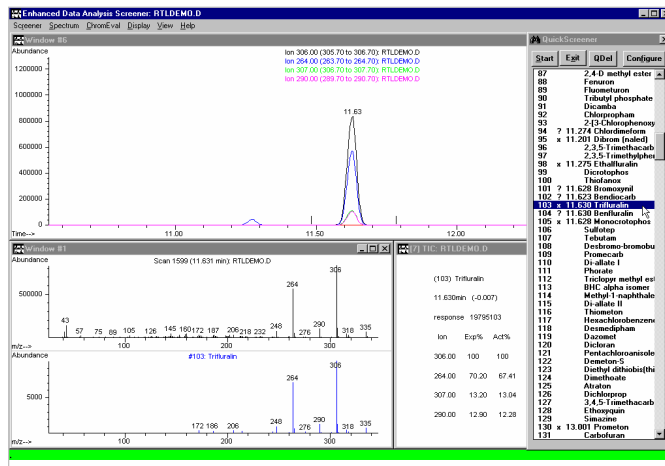 Enhanced Data Analysis Screener: RTLDEMO.D
Screener Spectrum ChromEval Display View Help
Window #6
Abundance
Ion 306.00 (305.70 to 306.70): RTLDEMO.D
Ion 264.00 (263.70 to 264.70): RTLDEMO.D
Ion 307.00 (306.70 to 307.70): RTLDEMO.D
Ion 290.00 (289.70 to 290.70): RTLDEMO.D
1200000
1000000
800000
600000
400000
200000
0
11.63
Time-->
11.00
11.50
12.00
Window #1
Abundance
Scan 1599 (11.631 min): RTLDEMO.D
500000
43 57 75 89 105 126 145 160 172 187 206 218 232 248 264 276 290 306 318 335
100 200 300
Abundance
#103: Trifluralin
5000
172 186 206 248 264 276 290 306 318 335
m/z-->
100 200 300
[7] TIC: RTLDEMO.D
(103) Trifluralin
11.630min (-0.007)
response 19795103
Ion Exp% Act%
306.00 100 100
264.00 70.20 67.41
307.00 13.20 13.04
290.00 12.90 12.28
QuickScreener
Start Exit QDel Configure
87 2,4-D methyl ester
88 Fenuron
89 Fluometuron
90 Tributyl phosphate
91 Dicamba
92 Chlorpropham
93 2-(3-Chlorophenoxy
94 ? 11.274 Chlordimeform
95 x 11.201 Dibrom (naled)
96 2,3,5-Trimethacarb
97 2,3,5-Trimethylphen
98 x 11.275 Ethalfluralin
99 Dicrotophos
100 Thiofanox
101 ? 11.628 Bromoxynil
102 ? 11.623 Bendiocarb
103 x 11.630 Trifluralin
104 ? 11.630 Benfluralin
105 x 11.628 Monocrotophos
106 Sulfotep
107 Tebutam
108 Desbromo-bromobu
109 Promecarb
110 Di-allate I
111 Phorate
112 Triclopyr methyl est
113 BHC alpha isomer
114 Methyl-1-naphthale
115 Di-allate II
116 Thiometon
117 Hexachlorobenzene
118 Desmedipham
119 Dazomet
120 Dicloran
121 Pentachloroanisole
122 Demeton-S
123 Diethyl dithiobis(thi
124 Dimethoate
125 Atraton
126 Dichlorprop
127 3,4,5-Trimethacarb
128 Ethoxyquin
129 Simazine
130 x 13.001 Prometon
131 Carbofuran